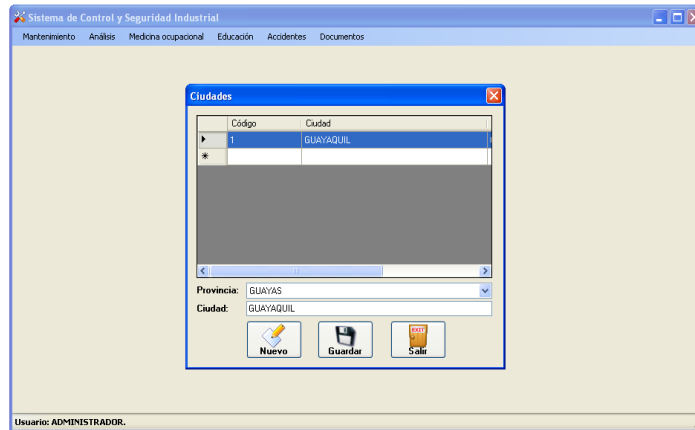 Sistema de Control y Seguridad Industrial
Mantenimiento Análisis Medicina ocupacional Educación Accidentes Documentos
Ciudades
Código Ciudad
1 GUAYAQUIL
Provincia: GUAYAS
Ciudad: GUAYAQUIL
EXIT
Nuevo Guardar Salir
Usuario: ADMINISTRADOR.